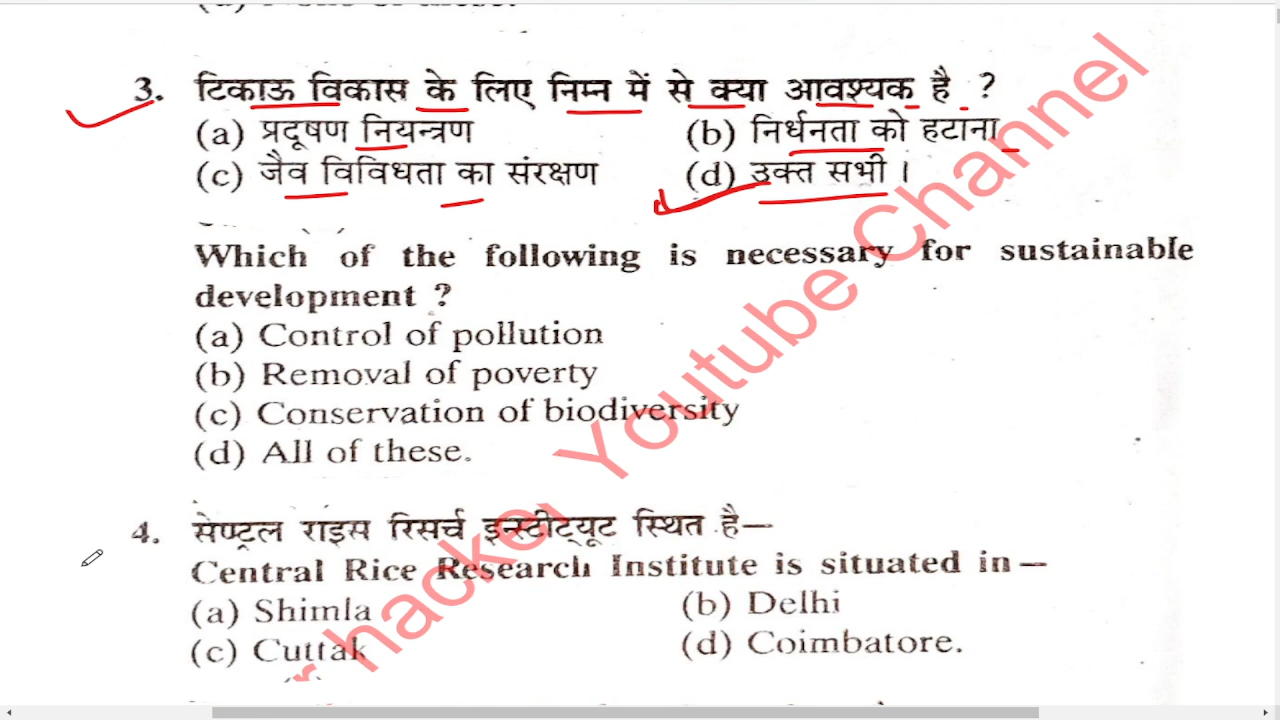 3. टिकाऊ विकास के लिए निम्न में से क्या आवश्यक है ?
(a) प्रदूषण नियन्त्रण (b) निर्धनता को हटाना
(c) जैव विविधता का संरक्षण (d) उक्त सभी ।
Which of the following is necessary for sustainable
development ?
(a) Control of pollution
(b) Removal of poverty
(c) Conservation of biodiversity
(d) All of these.
4. सेण्ट्रल राइस रिसर्च इन्स्टीट्यूट स्थित है—
Central Rice Research Institute is situated in—
(a) Shimla (b) Delhi
(c) Cuttak (d) Coimbatore.
hacker Youtube Channel